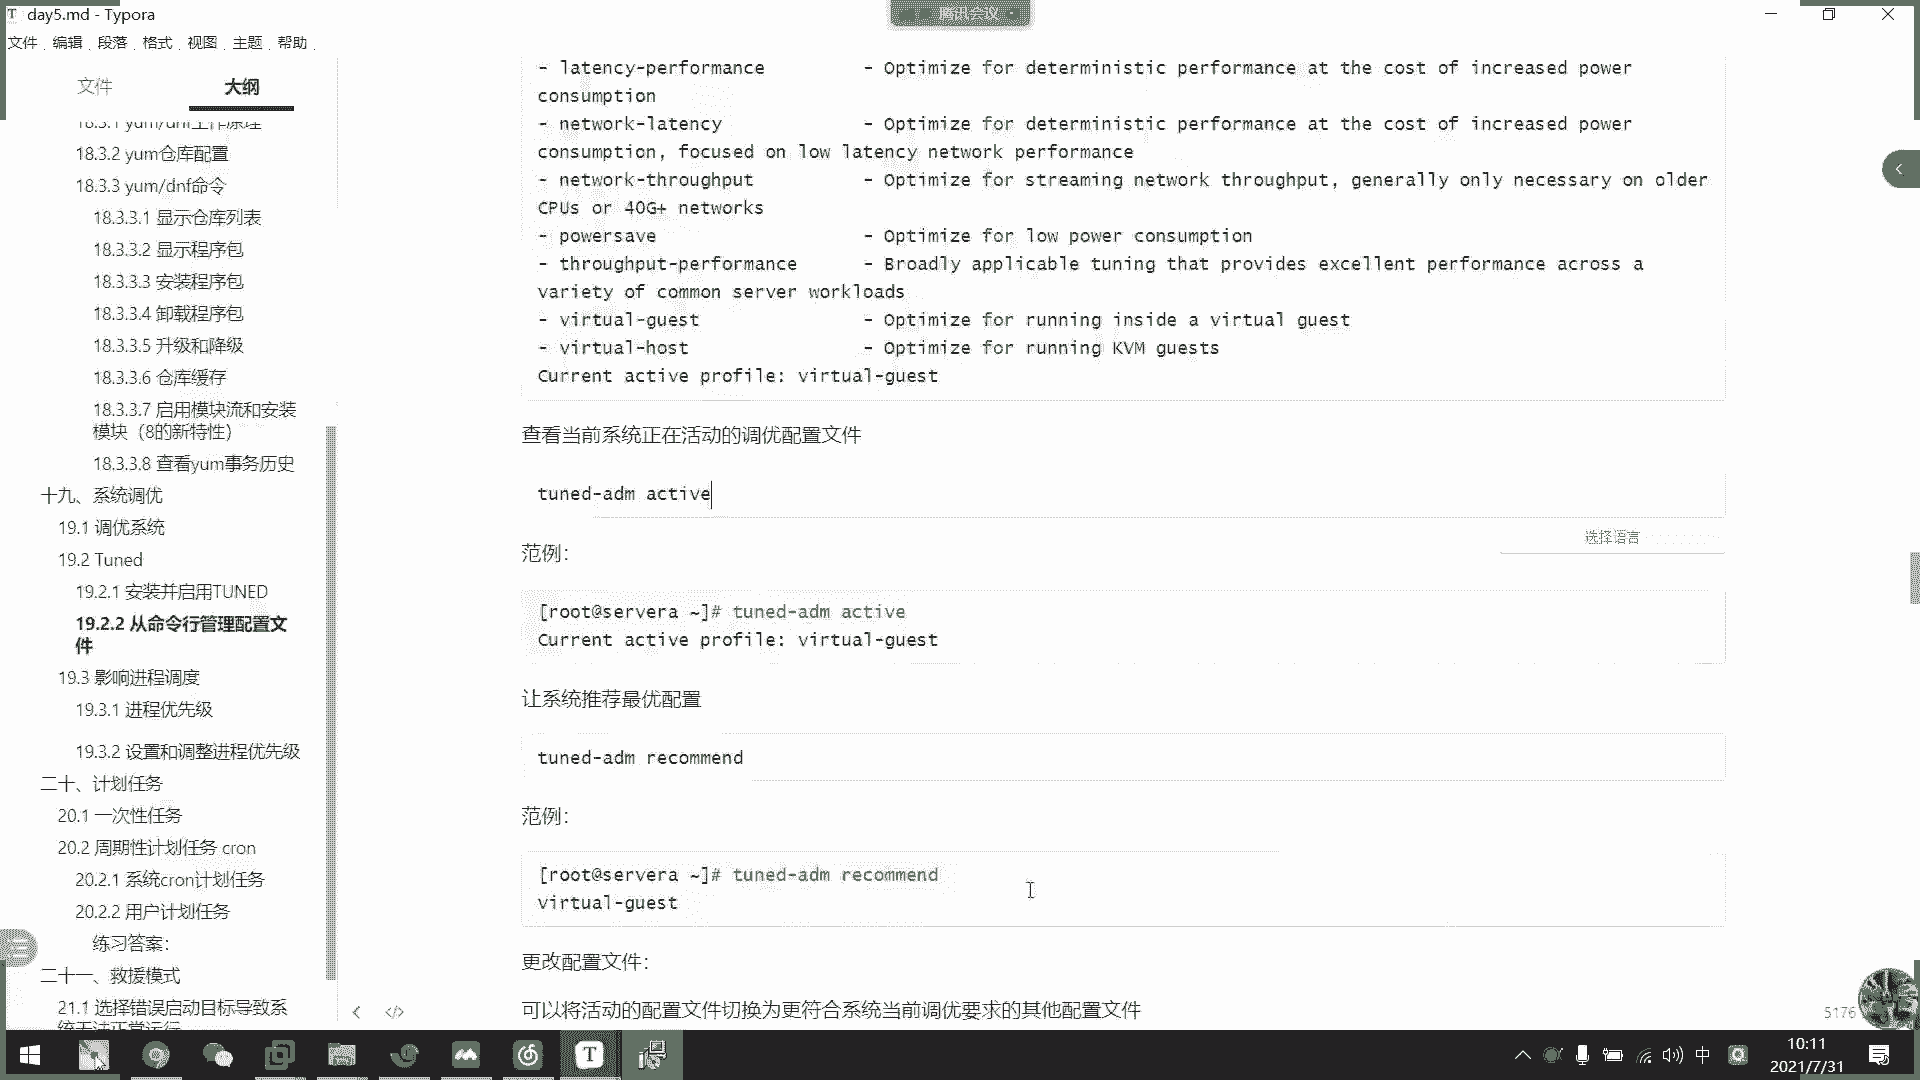 day5.md - Typora
腾讯会议
文件 编辑 段落 格式 视图 主题 帮助
文件
大纲
18.3.1 yum/dnf工作原理
18.3.2 yum仓库配置
18.3.3 yum/dnf命令
18.3.3.1 显示仓库列表
18.3.3.2 显示程序包
18.3.3.3 安装程序包
18.3.3.4 卸载程序包
18.3.3.5 升级和降级
18.3.3.6 仓库缓存
18.3.3.7 启用模块流和安装
模块（8的新特性）
18.3.3.8 查看yum事务历史
十九、系统调优
19.1 调优系统
19.2 Tuned
19.2.1 安装并启用TUNED
19.2.2 从命令行管理配置文
件
19.3 影响进程调度
19.3.1 进程优先级
19.3.2 设置和调整进程优先级
二十、计划任务
20.1 一次性任务
20.2 周期性计划任务 cron
20.2.1 系统cron计划任务
20.2.2 用户计划任务
练习答案：
二十一、救援模式
21.1 选择错误启动目标导致系
统无法正常运行
- latency-performance - Optimize for deterministic performance at the cost of increased power
consumption
- network-latency - Optimize for deterministic performance at the cost of increased power
consumption, focused on low latency network performance
- network-throughput - Optimize for streaming network throughput, generally only necessary on older
CPUs or 40G+ networks
- powersave - Optimize for low power consumption
- throughput-performance - Broadly applicable tuning that provides excellent performance across a
variety of common server workloads
- virtual-guest - Optimize for running inside a virtual guest
- virtual-host - Optimize for running KVM guests
Current active profile: virtual-guest
查看当前系统正在活动的调优配置文件
tuned-adm active
选择语言
范例：
[root@servera ~]# tuned-adm active
Current active profile: virtual-guest
让系统推荐最优配置
tuned-adm recommend
范例：
[root@servera ~]# tuned-adm recommend
virtual-guest
更改配置文件：
可以将活动的配置文件切换为更符合系统当前调优要求的其他配置文件
5176
中
10:11
2021/7/31